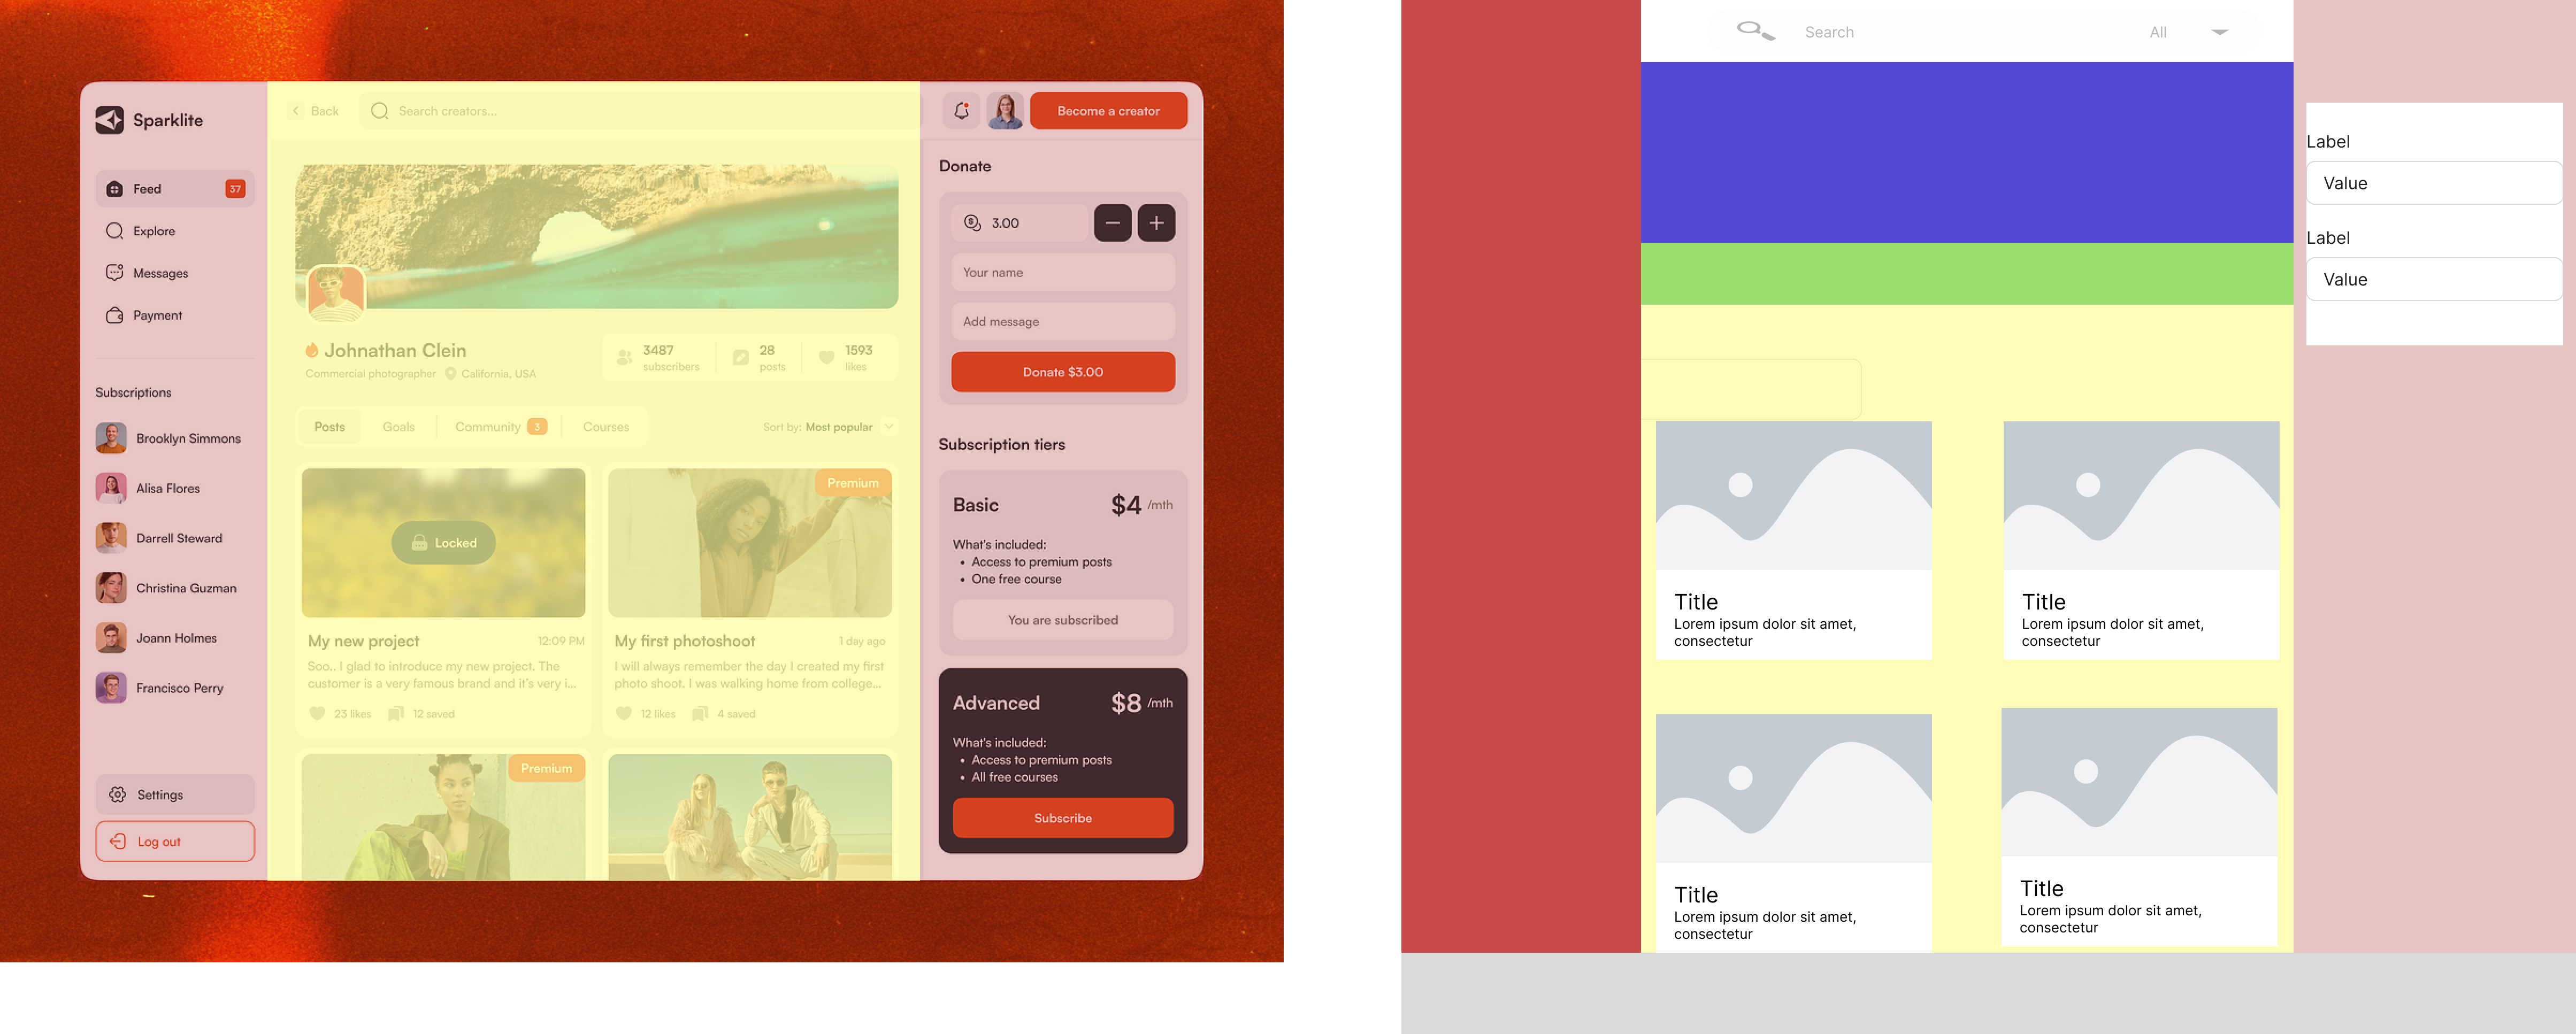 Sparklite
Feed
37
Explore
Messages
Payment
Subscriptions
Brooklyn Simmons
Alisa Flores
Darrell Steward
Christina Guzman
Joann Holmes
Francisco Perry
Settings
Log out
Back
Search creators...
Become a creator
Johnathan Clein
Commercial photographer
California, USA
3487
subscribers
28
posts
1593
likes
Posts
Goals
Community
3
Courses
Sort by: Most popular
Locked
My new project
12:09 PM
Soo.. I glad to introduce my new project. The
customer is a very famous brand and it's very i...
23 likes
12 saved
Premium
My first photoshoot
1 day ago
I will always remember the day I created my first
photo shoot. I was walking home from college...
12 likes
4 saved
Premium
Donate
3.00
Your name
Add message
Donate $3.00
Subscription tiers
Basic
$4 /mth
What's included:
• Access to premium posts
• One free course
You are subscribed
Advanced
$8 /mth
What's included:
• Access to premium posts
• All free courses
Subscribe
Search
All
Title
Lorem ipsum dolor sit amet,
consectetur
Title
Lorem ipsum dolor sit amet,
consectetur
Title
Lorem ipsum dolor sit amet,
consectetur
Title
Lorem ipsum dolor sit amet,
consectetur
Label
Value
Label
Value